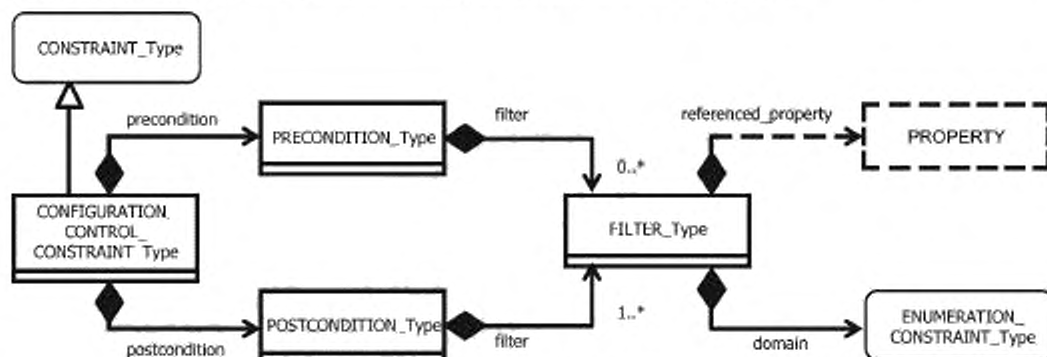 CONSTRAINT_Type
precondition
PRECONDITION_Type
filter
referenced_property
PROPERTY
0..*
CONFIGURATION_
CONTROL_
CONSTRAINT_Type
FILTER_Type
1..*
POSTCONDITION_Type
postcondition
filter
domain
ENUMERATION_
CONSTRAINT_Type